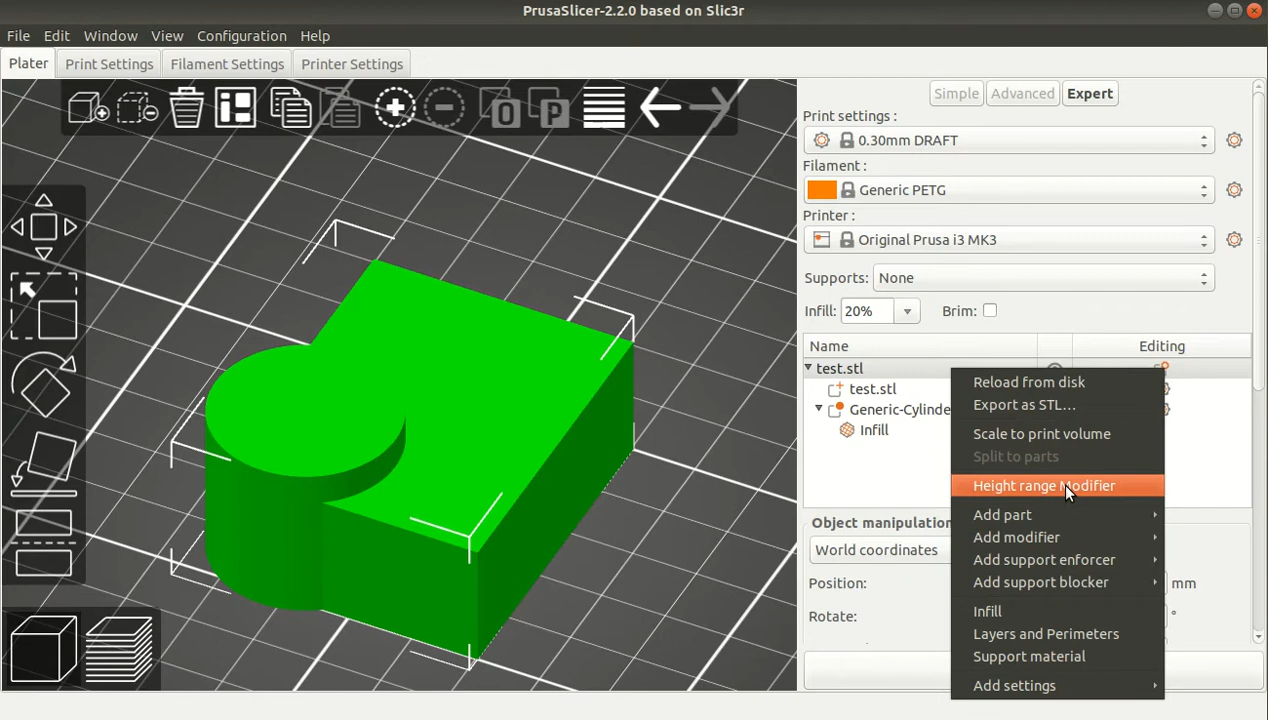 PrusaSlicer-2.2.0 based on Slic3r
File Edit Window View Configuration Help
Plater Print Settings Filament Settings Printer Settings
Simple Advanced Expert
Print settings :
0.30mm DRAFT
Filament :
Generic PETG
Printer :
Original Prusa i3 MK3
Supports: None
Infill: 20% Brim:
Name Editing
test.stl
test.stl
Generic-Cylinde
Infill
Reload from disk
Export as STL…
Scale to print volume
Split to parts
Height range Modifier
Add part
Add modifier
Add support enforcer
Add support blocker
Infill
Layers and Perimeters
Support material
Add settings
Object manipulation
World coordinates
Position: mm
Rotate: °
O
P